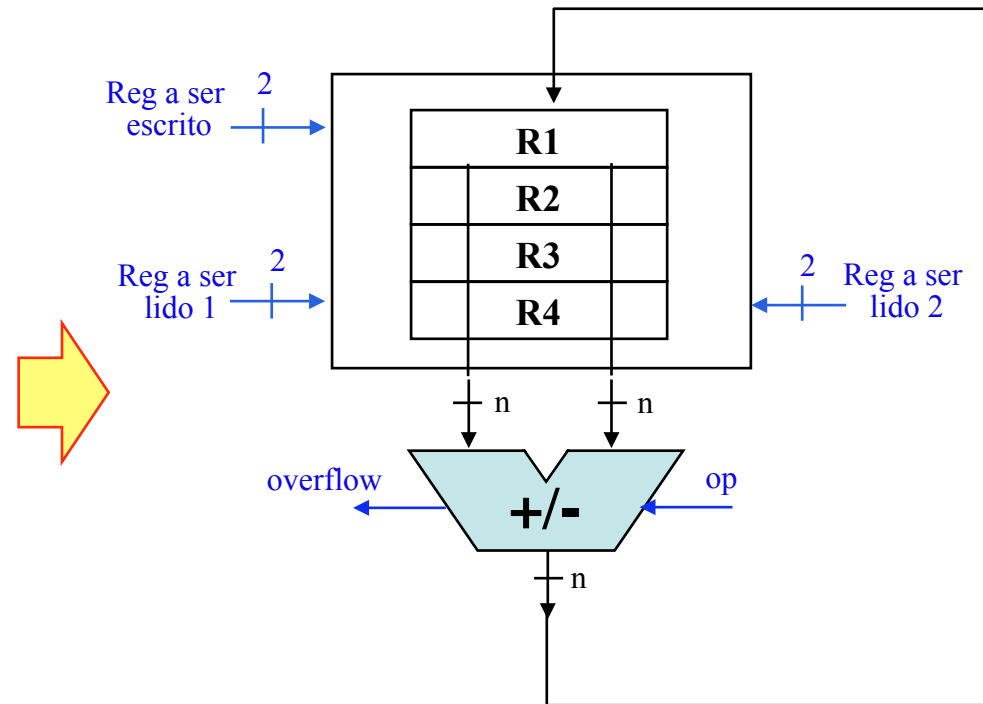 2
Reg a ser
escrito
R1
R2
R3
R4
2
Reg a ser
lido 1
2
Reg a ser
lido 2
n
n
overflow
op
+/-
n